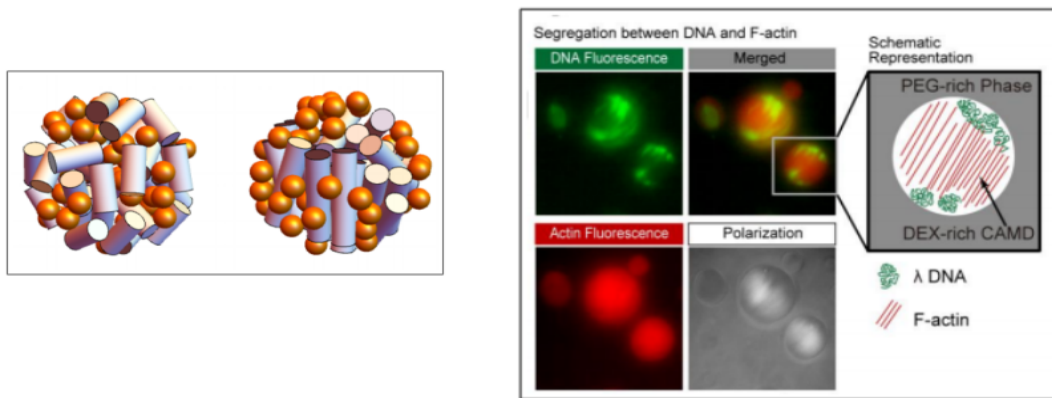 Segregation between DNA and F-actin
DNA Fluorescence
Merged
Schematic
Representation
PEG-rich Phase
DEX-rich CAMD
Actin Fluorescence
Polarization
λ DNA
F-actin